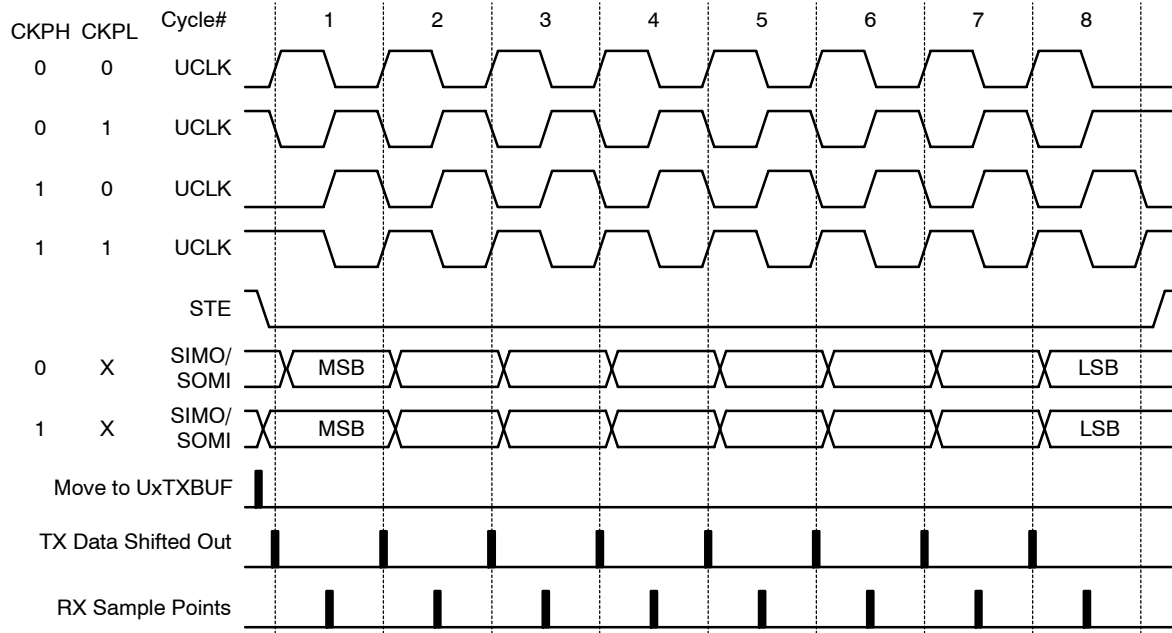 CKPH CKPL Cycle# 1 2 3 4 5 6 7 8
0 0 UCLK
0 1 UCLK
1 0 UCLK
1 1 UCLK
STE
0 X SIMO/ SOMI MSB LSB
1 X SIMO/ SOMI MSB LSB
Move to UxTXBUF
TX Data Shifted Out
RX Sample Points